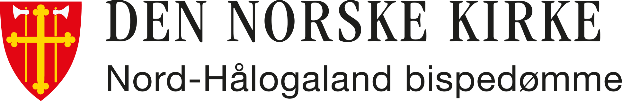 DEN NORSKE KIRKE
Nord-Hålogaland bispedømme